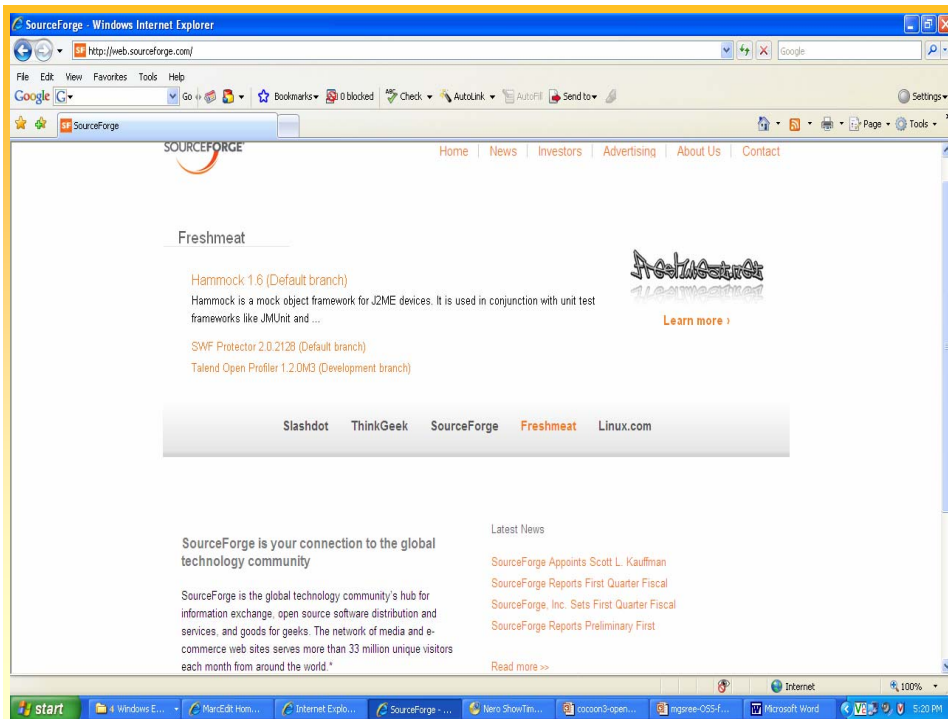 SourceForge - Windows Internet Explorer
http://web.sourceforge.com/
Google
File Edit View Favorites Tools Help
Google G Go Bookmarks 0 blocked Check AutoLink AutoFill Send to Settings
SF SourceForge Page Tools
SOURCEFORGE
Home | News | Investors | Advertising | About Us | Contact
Freshmeat
Hammock 1.6 (Default branch)
Hammock is a mock object framework for J2ME devices. It is used in conjunction with unit test
frameworks like JMUnit and ...
SWF Protector 2.0.2128 (Default branch)
Talend Open Profiler 1.2.0M3 (Development branch)
freshmeat.net
Learn more ›
Slashdot ThinkGeek SourceForge Freshmeat Linux.com
SourceForge is your connection to the global
technology community
SourceForge is the global technology community's hub for
information exchange, open source software distribution and
services, and goods for geeks. The network of media and e-
commerce web sites serves more than 33 million unique visitors
each month from around the world.*
Latest News
SourceForge Appoints Scott L. Kauffman
SourceForge Reports First Quarter Fiscal
SourceForge, Inc. Sets First Quarter Fiscal
SourceForge Reports Preliminary First
Read more >>
Internet 100%
start 4 Windows E... MarcEdit Hom... Internet Explo... SourceForge - ... Nero ShowTim... cocoon3-open... mgsree-OSS-f... Microsoft Word 5:20 PM